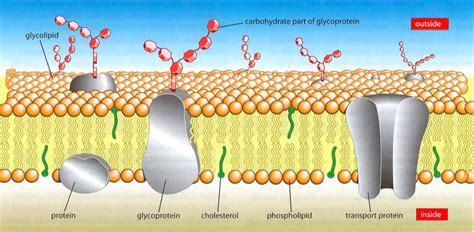 carbohydrate part of glycoprotein
outside
glycolipid
protein
glycoprotein
cholesterol
phospholipid
transport protein
inside